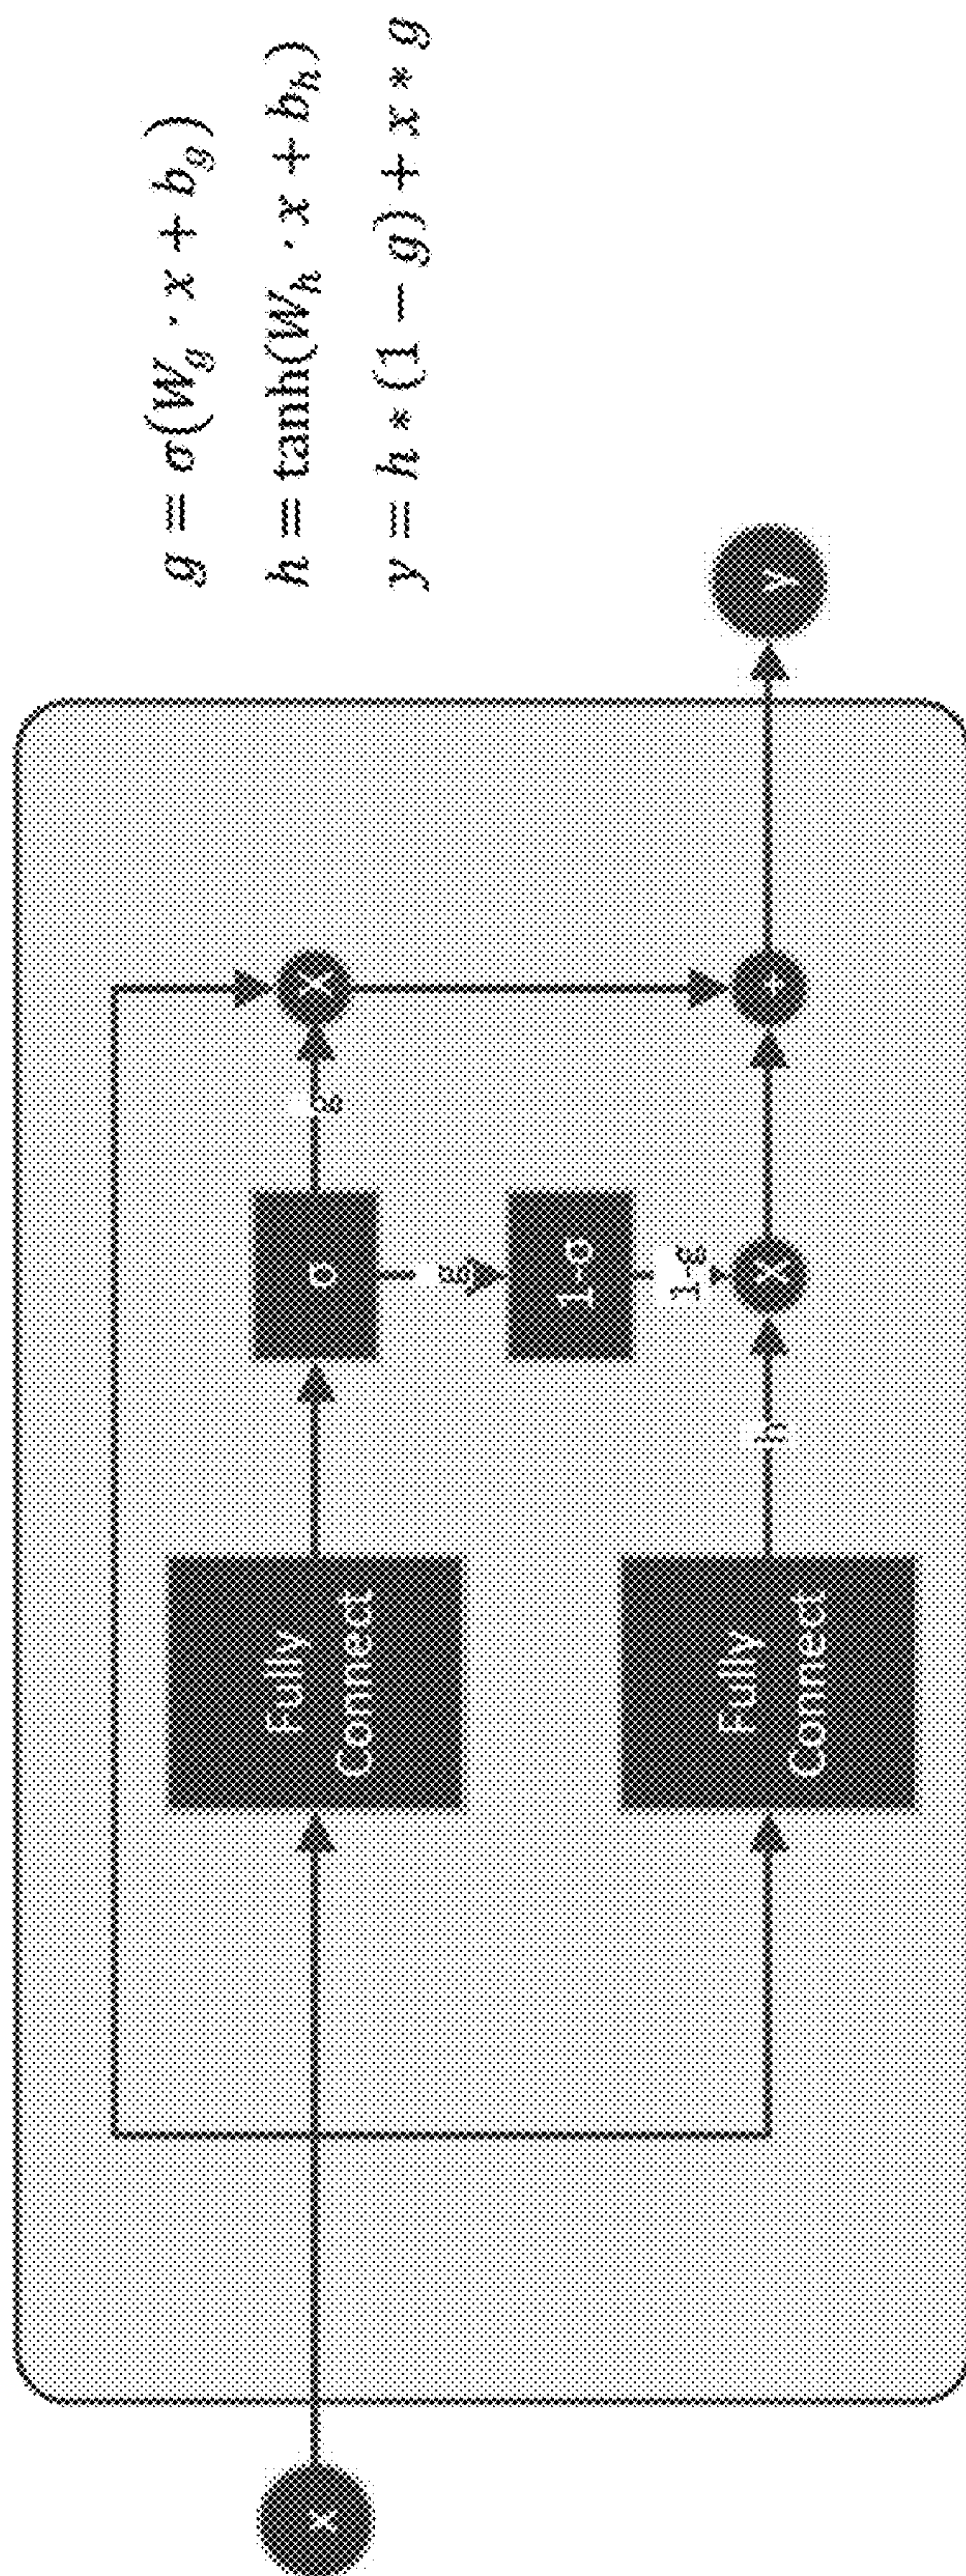 g = σ(W_g · x + b_g)
h = tanh(W_h · x + b_h)
y = h * (1 − g) + x * g
x
Fully
Connect
σ
g
X
g
1-σ
1-g
Fully
Connect
h
X
+
y